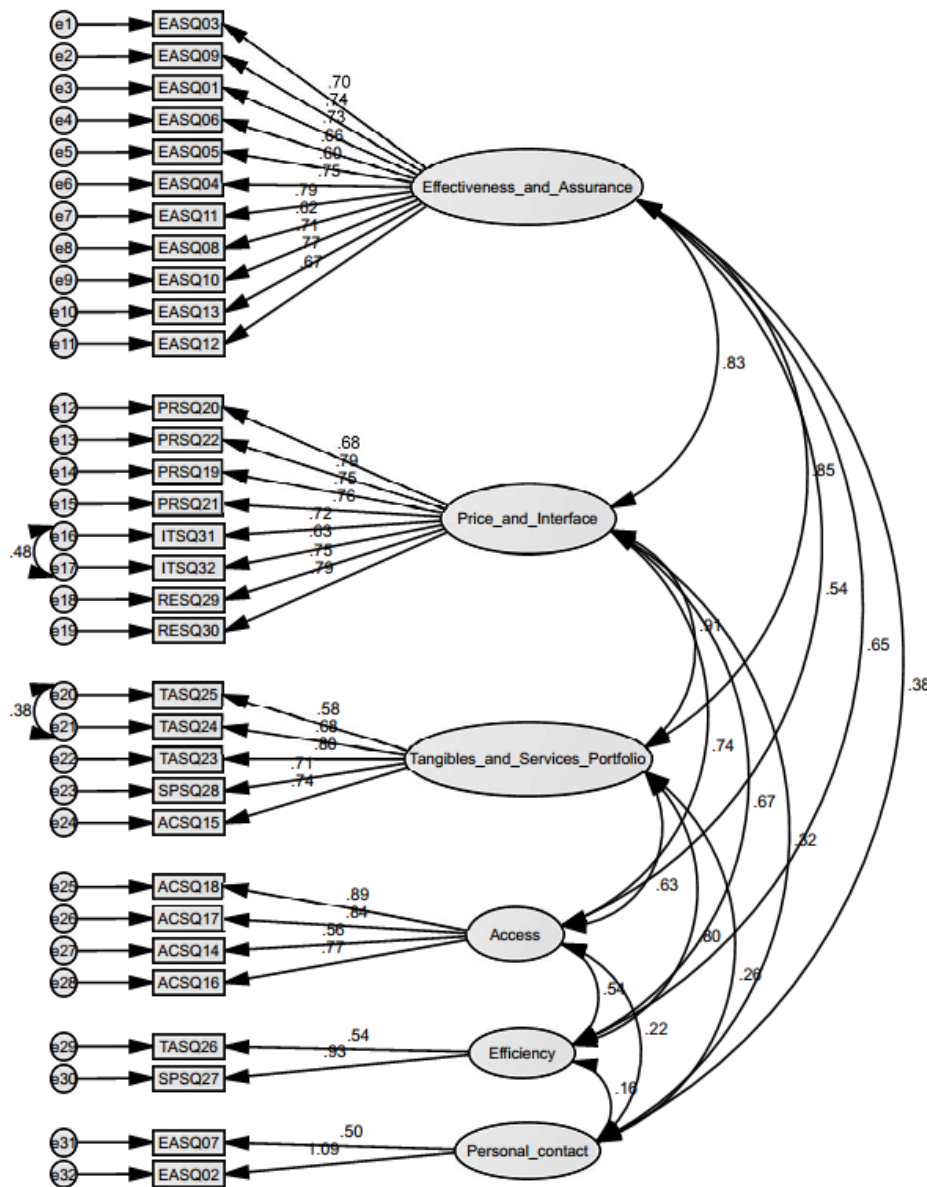 e1 EASQ03
e2 EASQ09
e3 EASQ01
e4 EASQ06
e5 EASQ05
e6 EASQ04
e7 EASQ11
e8 EASQ08
e9 EASQ10
e10 EASQ13
e11 EASQ12
.70
.74
.73
.66
.60
.75
.79
.62
.71
.77
.67
Effectiveness_and_Assurance
.83
e12 PRSQ20
e13 PRSQ22
e14 PRSQ19
e15 PRSQ21
e16 ITSQ31
e17 ITSQ32
e18 RESQ29
e19 RESQ30
.48
.68
.79
.75
.76
.72
.63
.75
.79
Price_and_Interface
.85
.54
.65
.38
.91
e20 TASQ25
e21 TASQ24
e22 TASQ23
e23 SPSQ28
e24 ACSQ15
.38
.58
.68
.80
.71
.74
Tangibles_and_Services_Portfolio
.74
.67
.32
e25 ACSQ18
e26 ACSQ17
e27 ACSQ14
e28 ACSQ16
.89
.84
.56
.77
Access
.63
.80
.26
e29 TASQ26
e30 SPSQ27
.54
.93
Efficiency
.54
.22
.16
e31 EASQ07
e32 EASQ02
.50
1.09
Personal_contact